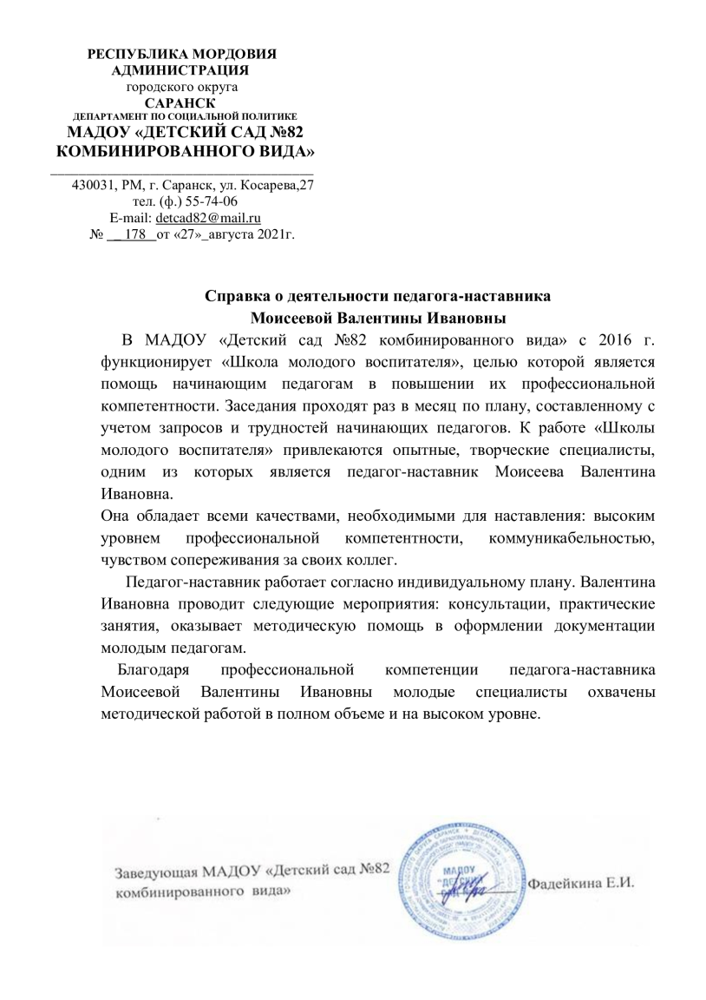 РЕСПУБЛИКА МОРДОВИЯ
АДМИНИСТРАЦИЯ
городского округа
САРАНСК
ДЕПАРТАМЕНТ ПО СОЦИАЛЬНОЙ ПОЛИТИКЕ
МАДОУ «ДЕТСКИЙ САД №82
КОМБИНИРОВАННОГО ВИДА»
430031, РМ, г. Саранск, ул. Косарева,27
тел. (ф.) 55-74-06
E-mail: detcad82@mail.ru
№ __ 178_ от «27»_августа 2021г.
Справка о деятельности педагога-наставника
Моисеевой Валентины Ивановны
В МАДОУ «Детский сад №82 комбинированного вида» с 2016 г.
функционирует «Школа молодого воспитателя», целью которой является
помощь начинающим педагогам в повышении их профессиональной
компетентности. Заседания проходят раз в месяц по плану, составленному с
учетом запросов и трудностей начинающих педагогов. К работе «Школы
молодого воспитателя» привлекаются опытные, творческие специалисты,
одним из которых является педагог-наставник Моисеева Валентина
Ивановна.
Она обладает всеми качествами, необходимыми для наставления: высоким
уровнем профессиональной компетентности, коммуникабельностью,
чувством сопереживания за своих коллег.
Педагог-наставник работает согласно индивидуальному плану. Валентина
Ивановна проводит следующие мероприятия: консультации, практические
занятия, оказывает методическую помощь в оформлении документации
молодым педагогам.
Благодаря профессиональной компетенции педагога-наставника
Моисеевой Валентины Ивановны молодые специалисты охвачены
методической работой в полном объеме и на высоком уровне.
Заведующая МАДОУ «Детский сад №82
комбинированного вида»
МАДОУ
"ДЕТСКИЙ
Фадейкина Е.И.